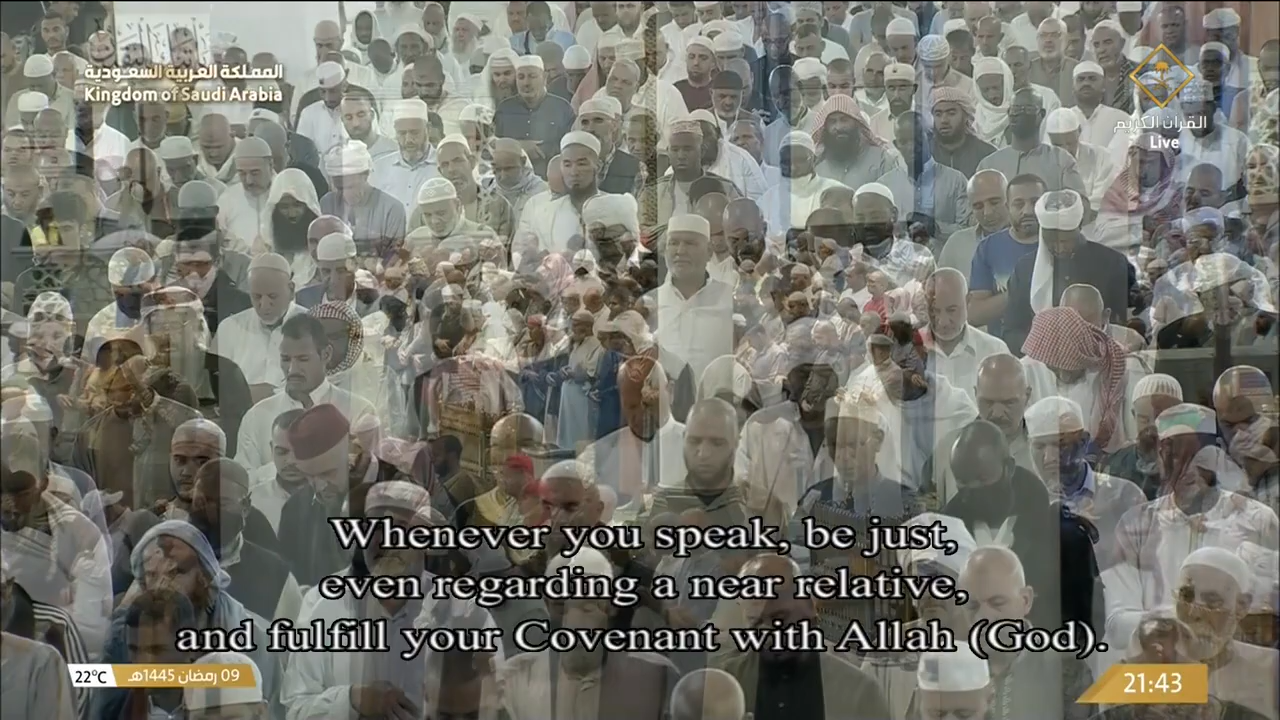 المملكة العربية السعودية
Kingdom of Saudi Arabia
القرآن الكريم
Live
Whenever you speak, be just,
even regarding a near relative,
and fulfill your Covenant with Allah (God).
22°C
09 رمضان 1445هـ
21:43